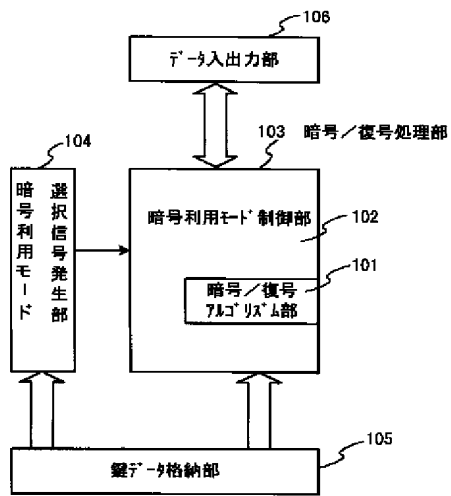 106
ﾃﾞｰﾀ入出力部
103
暗号／復号処理部
104
暗号利用モード
選択信号発生部
暗号利用ﾓｰﾄﾞ制御部
102
101
暗号／復号
ｱﾙｺﾞﾘｽﾞﾑ部
105
鍵ﾃﾞｰﾀ格納部